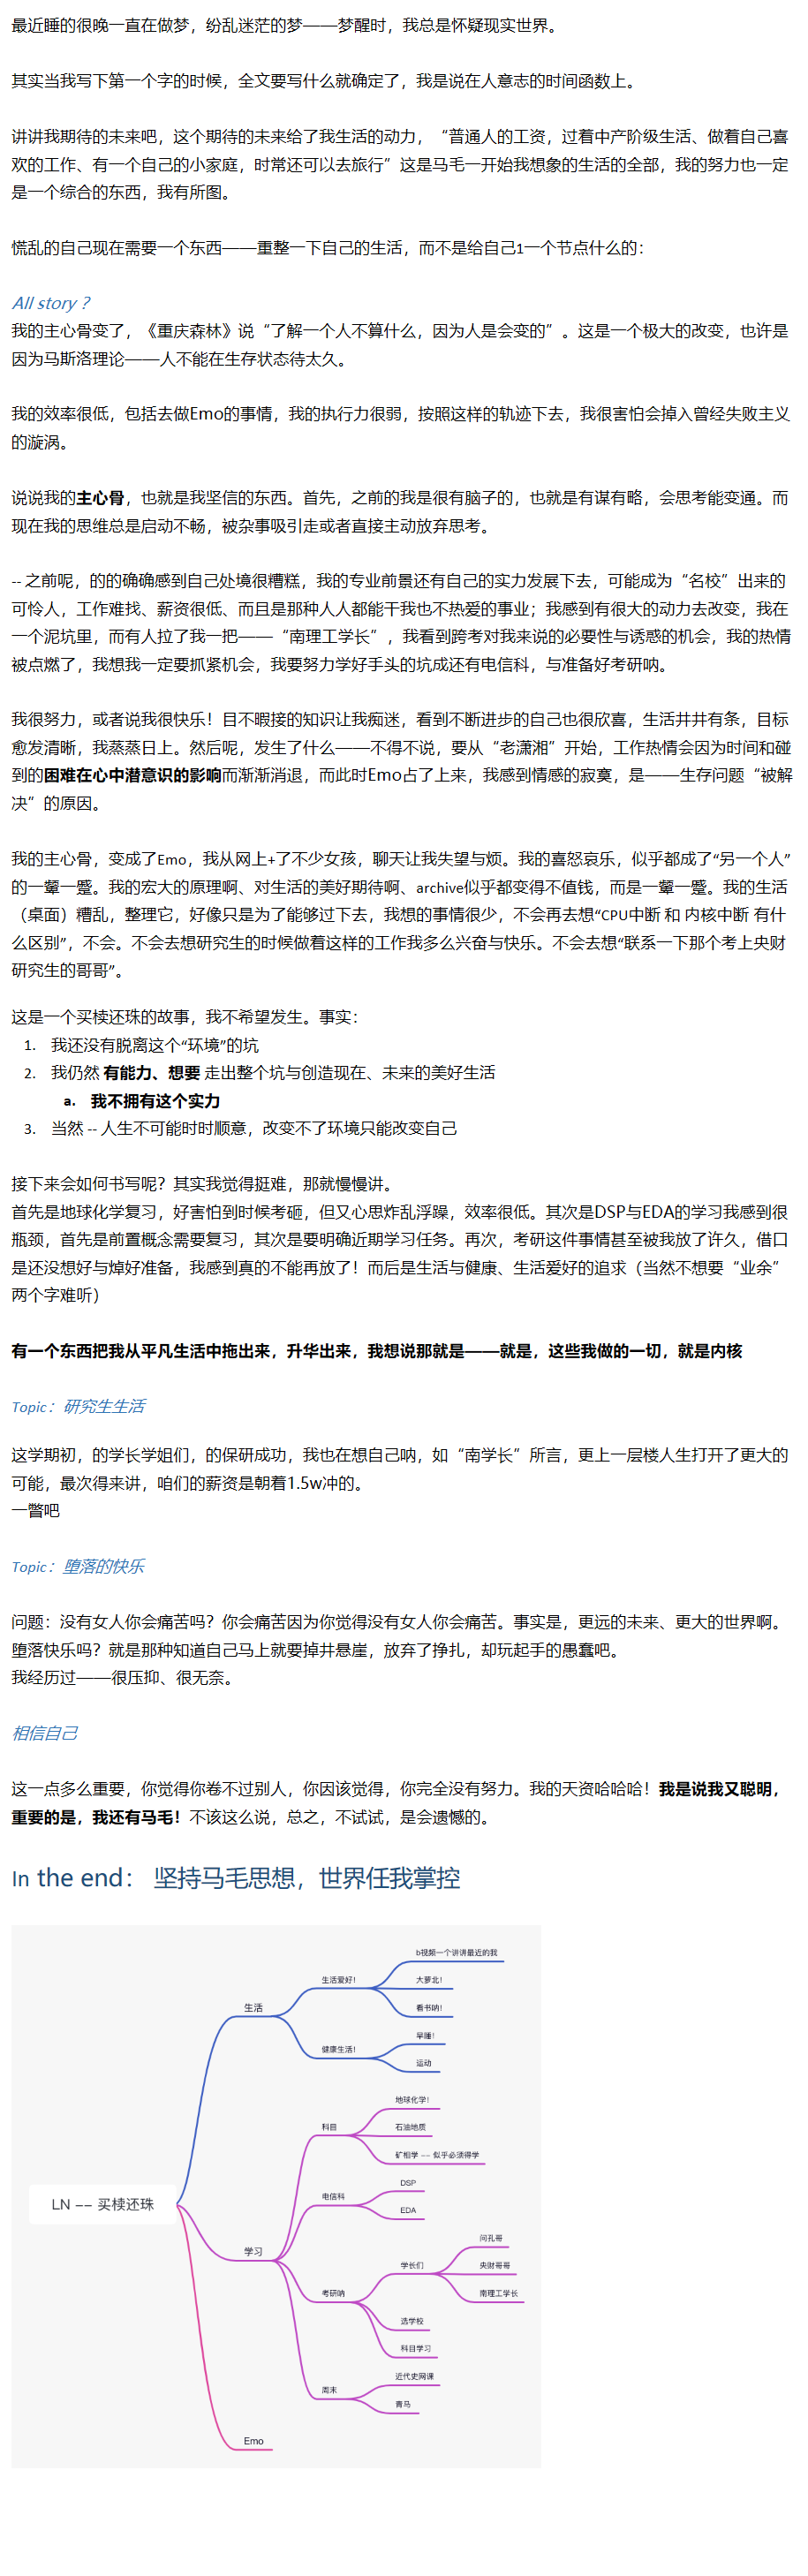 最近睡的很晚一直在做梦，纷乱迷茫的梦——梦醒时，我总是怀疑现实世界。
其实当我写下第一个字的时候，全文要写什么就确定了，我是说在人意志的时间函数上。
讲讲我期待的未来吧，这个期待的未来给了我生活的动力，“普通人的工资，过着中产阶级生活、做着自己喜
欢的工作、有一个自己的小家庭，时常还可以去旅行”这是马毛一开始我想象的生活的全部，我的努力也一定
是一个综合的东西，我有所图。
慌乱的自己现在需要一个东西——重整一下自己的生活，而不是给自己1一个节点什么的：
All story？
我的主心骨变了，《重庆森林》说“了解一个人不算什么，因为人是会变的”。这是一个极大的改变，也许是
因为马斯洛理论——人不能在生存状态待太久。
我的效率很低，包括去做Emo的事情，我的执行力很弱，按照这样的轨迹下去，我很害怕会掉入曾经失败主义
的漩涡。
说说我的主心骨，也就是我坚信的东西。首先，之前的我是很有脑子的，也就是有谋有略，会思考能变通。而
现在我的思维总是启动不畅，被杂事吸引走或者直接主动放弃思考。
-- 之前呢，的的确确感到自己处境很糟糕，我的专业前景还有自己的实力发展下去，可能成为“名校”出来的
可怜人，工作难找、薪资很低、而且是那种人人都能干我也不热爱的事业；我感到有很大的动力去改变，我在
一个泥坑里，而有人拉了我一把——“南理工学长”，我看到跨考对我来说的必要性与诱惑的机会，我的热情
被点燃了，我想我一定要抓紧机会，我要努力学好手头的坑成还有电信科，与准备好考研呐。
我很努力，或者说我很快乐！目不暇接的知识让我痴迷，看到不断进步的自己也很欣喜，生活井井有条，目标
愈发清晰，我蒸蒸日上。然后呢，发生了什么——不得不说，要从“老潇湘”开始，工作热情会因为时间和碰
到的困难在心中潜意识的影响而渐渐消退，而此时Emo占了上来，我感到情感的寂寞，是——生存问题“被解
决”的原因。
我的主心骨，变成了Emo，我从网上+了不少女孩，聊天让我失望与烦。我的喜怒哀乐，似乎都成了“另一个人”
的一颦一蹙。我的宏大的原理啊、对生活的美好期待啊、archive似乎都变得不值钱，而是一颦一蹙。我的生活
（桌面）糟乱，整理它，好像只是为了能够过下去，我想的事情很少，不会再去想“CPU中断 和 内核中断 有什
么区别”，不会。不会去想研究生的时候做着这样的工作我多么兴奋与快乐。不会去想“联系一下那个考上央财
研究生的哥哥”。
这是一个买椟还珠的故事，我不希望发生。事实：
1. 我还没有脱离这个“环境”的坑
2. 我仍然 有能力、想要 走出整个坑与创造现在、未来的美好生活
a. 我不拥有这个实力
3. 当然 -- 人生不可能时时顺意，改变不了环境只能改变自己
接下来会如何书写呢？其实我觉得挺难，那就慢慢讲。
首先是地球化学复习，好害怕到时候考砸，但又心思炸乱浮躁，效率很低。其次是DSP与EDA的学习我感到很
瓶颈，首先是前置概念需要复习，其次是要明确近期学习任务。再次，考研这件事情甚至被我放了许久，借口
是还没想好与焯好准备，我感到真的不能再放了！而后是生活与健康、生活爱好的追求（当然不想要“业余”
两个字难听）
有一个东西把我从平凡生活中拖出来，升华出来，我想说那就是——就是，这些我做的一切，就是内核
Topic：研究生生活
这学期初，的学长学姐们，的保研成功，我也在想自己呐，如“南学长”所言，更上一层楼人生打开了更大的
可能，最次得来讲，咱们的薪资是朝着1.5w冲的。
一瞥吧
Topic：堕落的快乐
问题：没有女人你会痛苦吗？你会痛苦因为你觉得没有女人你会痛苦。事实是，更远的未来、更大的世界啊。
堕落快乐吗？就是那种知道自己马上就要掉井悬崖，放弃了挣扎，却玩起手的愚蠢吧。
我经历过——很压抑、很无奈。
相信自己
这一点多么重要，你觉得你卷不过别人，你因该觉得，你完全没有努力。我的天资哈哈哈！我是说我又聪明，
重要的是，我还有马毛！不该这么说，总之，不试试，是会遗憾的。
In the end： 坚持马毛思想，世界任我掌控
b视频一个讲讲最近的我
生活爱好！
大萝北！
生活
看书呐！
早睡！
健康生活！
运动
地球化学！
科目
石油地质
矿相学 —— 似乎必须得学
DSP
电信科
EDA
LN —— 买椟还珠
学习
问孔哥
学长们
央财哥哥
考研呐
南理工学长
选学校
科目学习
近代史网课
周末
青马
Emo